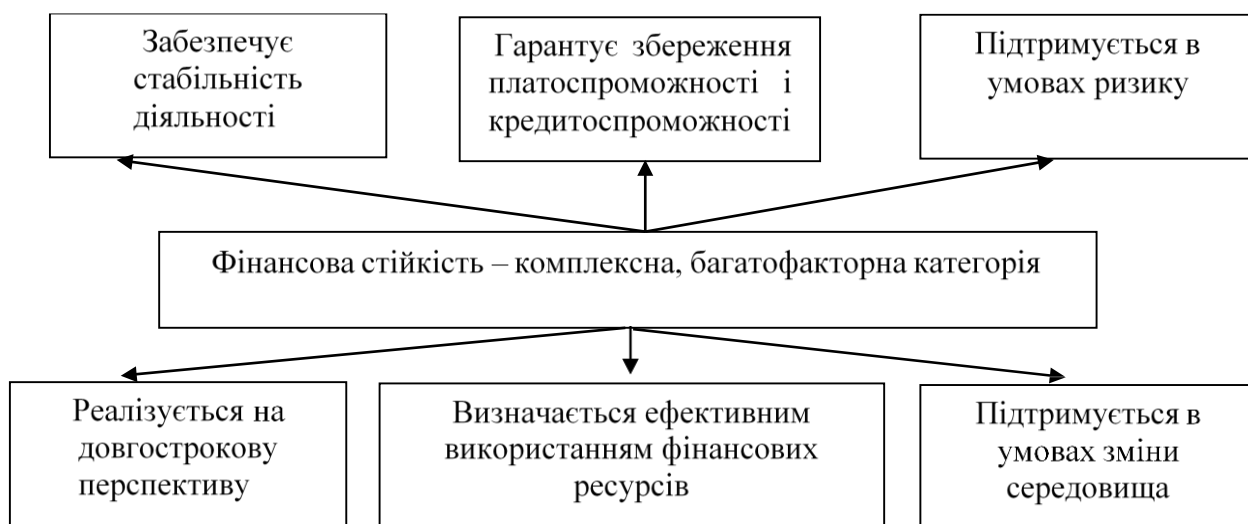 Забезпечує
стабільність
діяльності
Гарантує збереження
платоспроможності і
кредитоспроможності
Підтримується в
умовах ризику
Фінансова стійкість – комплексна, багатофакторна категорія
Реалізується на
довгострокову
перспективу
Визначається ефективним
використанням фінансових
ресурсів
Підтримується в
умовах зміни
середовища